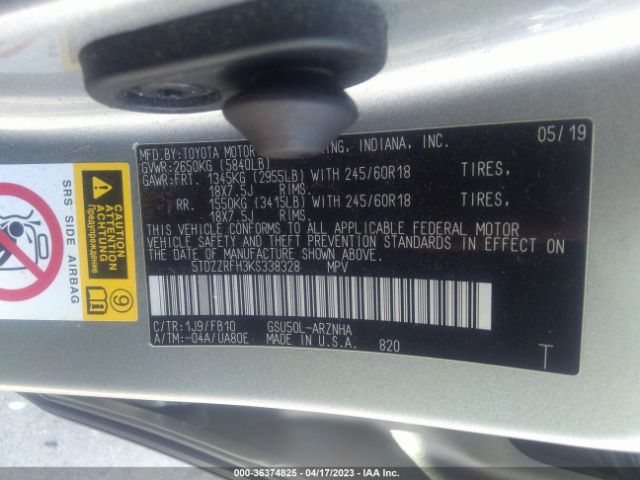 MFD.BY:TOYOTA MOTOR ING, INDIANA, INC. 05/19
GVWR:2650KG (5840LB)
GAWR:FRT. 1345KG (2955LB) WITH 245/60R18 TIRES,
18X7.5J RIMS.
RR. 1550KG (3415LB) WITH 245/60R18 TIRES,
18X7.5J RIMS.
THIS VEHICLE CONFORMS TO ALL APPLICABLE FEDERAL MOTOR
VEHICLE SAFETY AND THEFT PREVENTION STANDARDS IN EFFECT ON
THE DATE OF MANUFACTURE SHOWN ABOVE.
5TDZZRFH3KS338328 MPV
C/TR:1J9/FB10 GSU50L-ARZNHA
A/TM:-04A/UA80E MADE IN U.S.A. 820
T
SRS SIDE AIRBAG
CAUTION
ATTENTION
ACHTUNG
Предупреждение
9
000-36374825 - 04/17/2023 - IAA Inc.